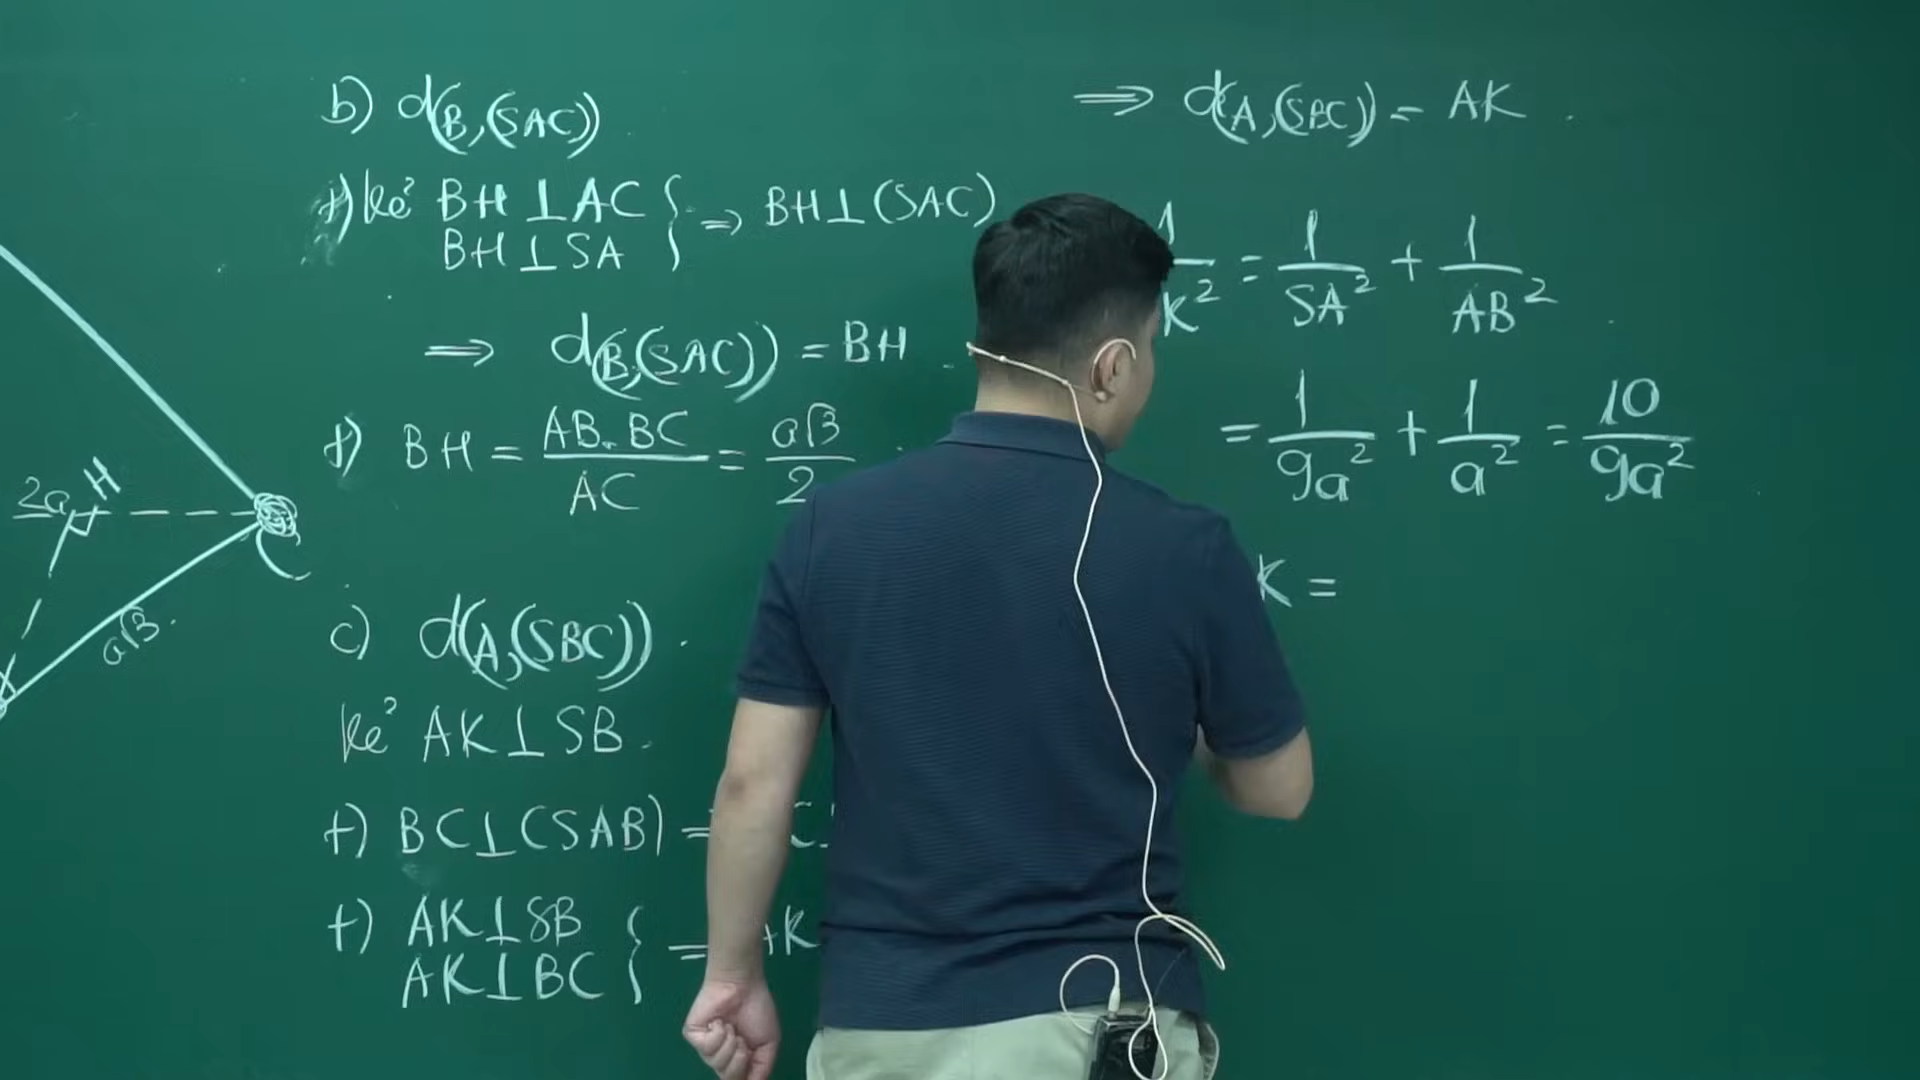 b) d(B,(SAC))
+) kẻ BH ⊥ AC } ⇒ BH ⊥ (SAC)
BH ⊥ SA
⇒ d(B,(SAC)) = BH
+) BH = AB.BC/AC = a√3/2
c) d(A,(SBC)).
kẻ AK ⊥ SB.
+) BC ⊥ (SAB)
+) AK ⊥ SB }
AK ⊥ BC
⇒ d(A,(SBC)) = AK.
1/K² = 1/SA² + 1/AB²
= 1/9a² + 1/a² = 10/9a²
K =
2a H
C
a√3